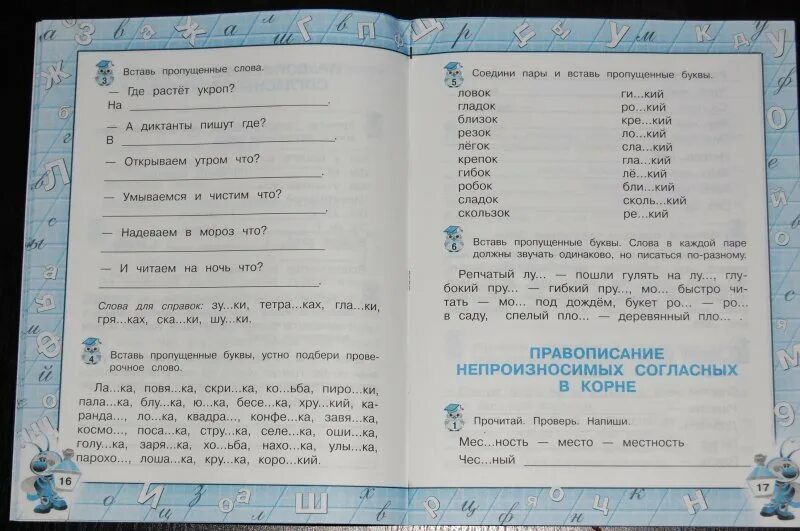 3 Вставь пропущенные слова.
— Где растёт укроп?
На
— А диктанты пишут где?
В
— Открываем утром что?
— Умываемся и чистим что?
— Надеваем в мороз что?
— И читаем на ночь что?
Слова для справок: зу...ки, тетра...ках, гла...ки,
гря...ках, ска...ки, шу...ки.
4 Вставь пропущенные буквы, устно подбери прове-
рочное слово.
Ла...ка, повя...ка, скри...ка, ко...ьба, пиро...ки,
пала...ка, блу...ка, ю...ка, бесе...ка, хру...кий, ка-
ранда..., ло...ка, квадра..., конфе...ка, завя...ка,
космо..., поса...ка, стру...ка, селе...ка, оши...ка,
голу...ка, заря...ка, хо...ьба, нахо...ка, улы...ка,
парохо..., лоша...ка, кру...ка, коро...кий.
16
5 Соедини пары и вставь пропущенные буквы.
ловок ги...кий
гладок ро...кий
близок кре...кий
резок ло...кий
лёгок сла...кий
крепок гла...кий
гибок лё...кий
робок бли...кий
сладок сколь...кий
скользок ре...кий
6 Вставь пропущенные буквы. Слова в каждой паре
должны звучать одинаково, но писаться по-разному.
Репчатый лу... — пошли гулять на лу..., глу-
бокий пру... — гибкий пру..., мо... быстро чи-
тать — мо... под дождём, букет ро... — ро...
в саду, спелый пло... — деревянный пло... .
ПРАВОПИСАНИЕ
НЕПРОИЗНОСИМЫХ СОГЛАСНЫХ
В КОРНЕ
1 Прочитай. Проверь. Напиши.
Мес...ность — место — местность
Чес...ный
17